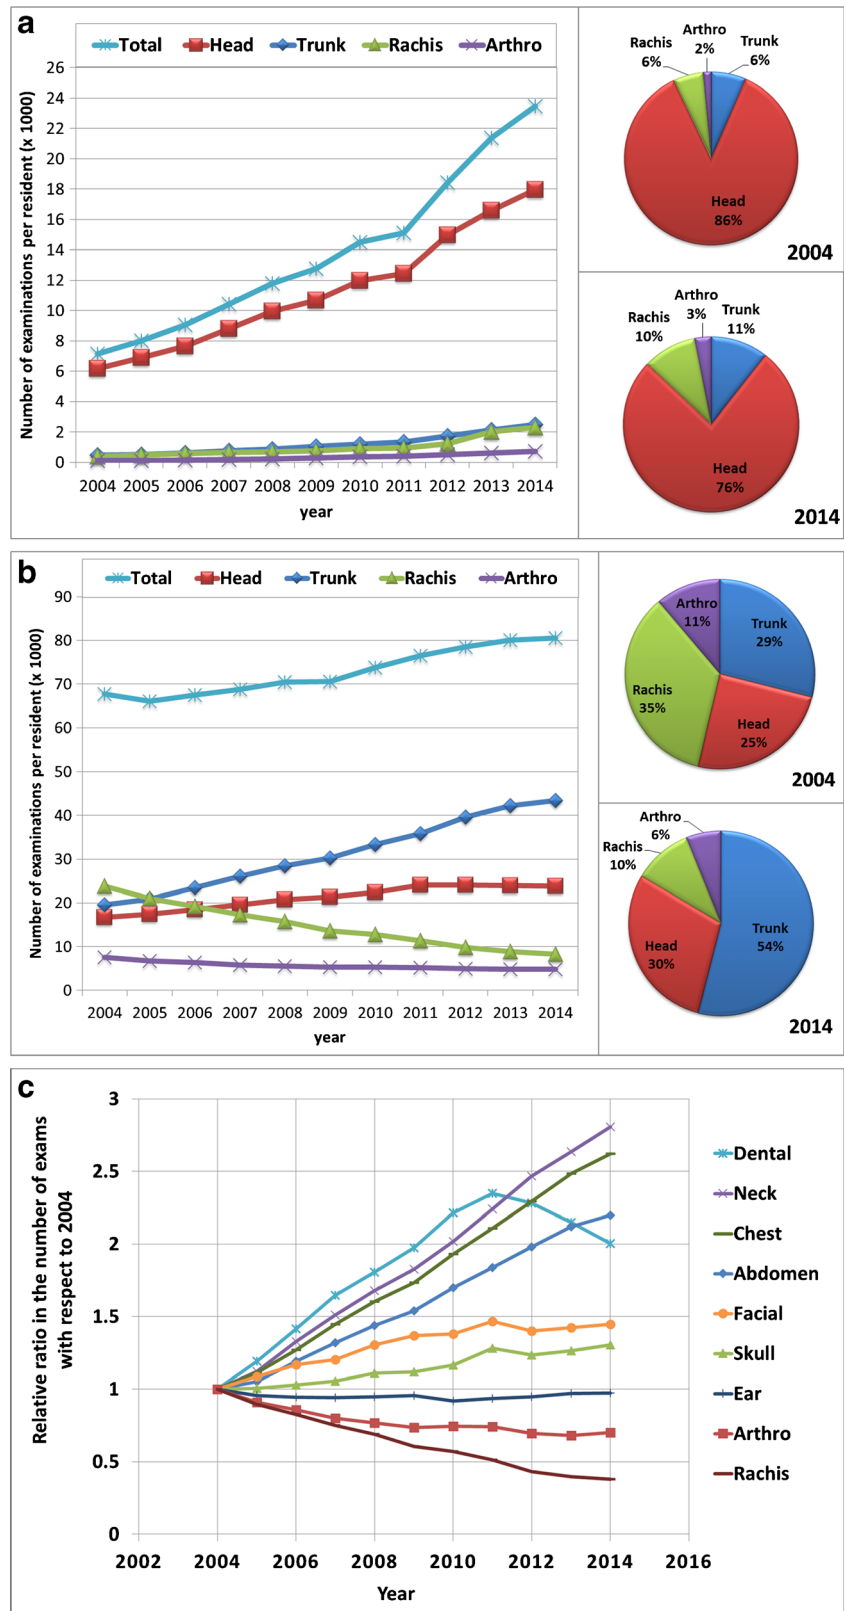 a
Total Head Trunk Rachis Arthro
Number of examinations per resident (x 1000)
26
24
22
20
18
16
14
12
10
8
6
4
2
0
2004 2005 2006 2007 2008 2009 2010 2011 2012 2013 2014
year
Arthro
2%
Rachis
6%
Trunk
6%
Head
86%
2004
Arthro
3%
Rachis
10%
Trunk
11%
Head
76%
2014
b
Total Head Trunk Rachis Arthro
Number of examinations per resident (x 1000)
90
80
70
60
50
40
30
20
10
0
2004 2005 2006 2007 2008 2009 2010 2011 2012 2013 2014
year
Arthro
11%
Trunk
29%
Rachis
35%
Head
25%
2004
Arthro
6%
Rachis
10%
Trunk
54%
Head
30%
2014
c
Relative ratio in the number of exams
with respect to 2004
3
2.5
2
1.5
1
0.5
0
2002 2004 2006 2008 2010 2012 2014 2016
Year
Dental
Neck
Chest
Abdomen
Facial
Skull
Ear
Arthro
Rachis